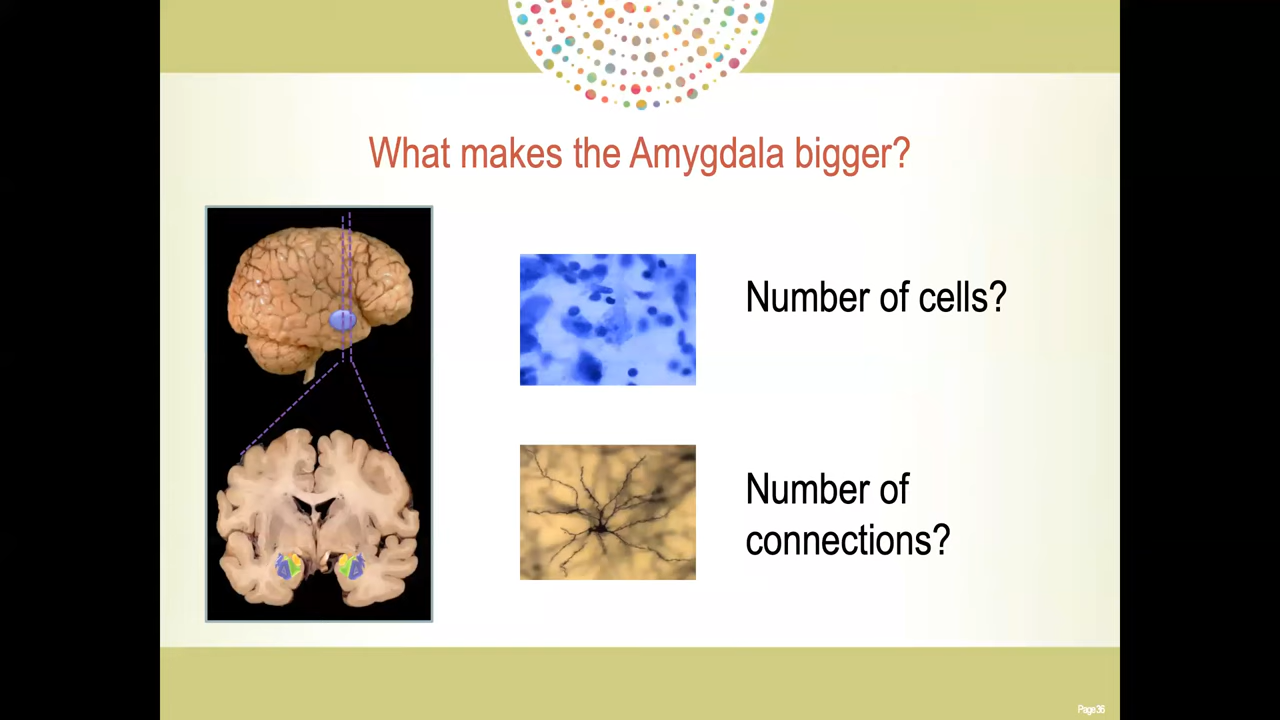 What makes the Amygdala bigger?
Number of cells?
Number of
connections?
Page 36